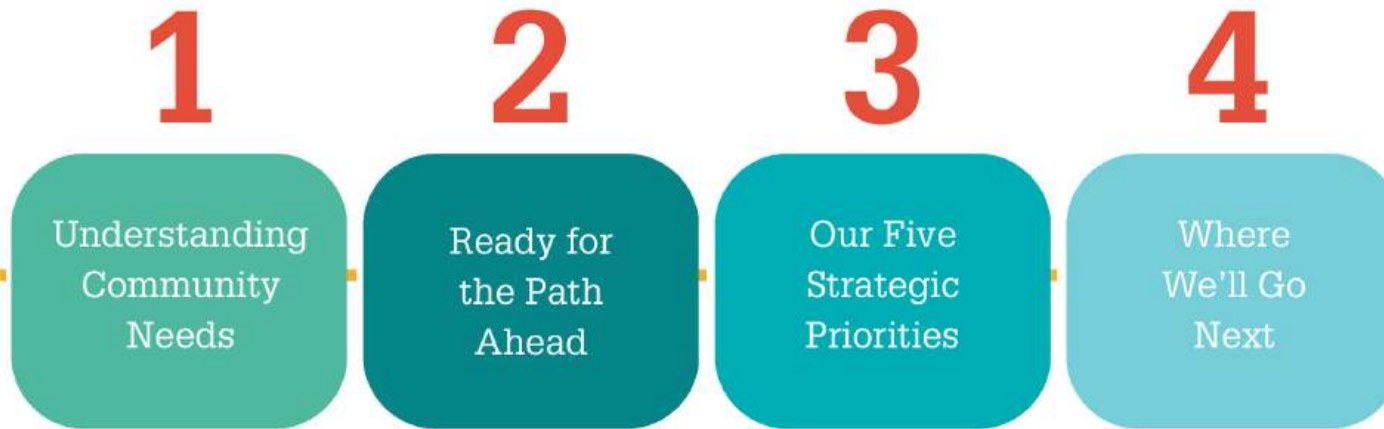 1
Understanding
Community
Needs
2
Ready for
the Path
Ahead
3
Our Five
Strategic
Priorities
4
Where
We'll Go
Next